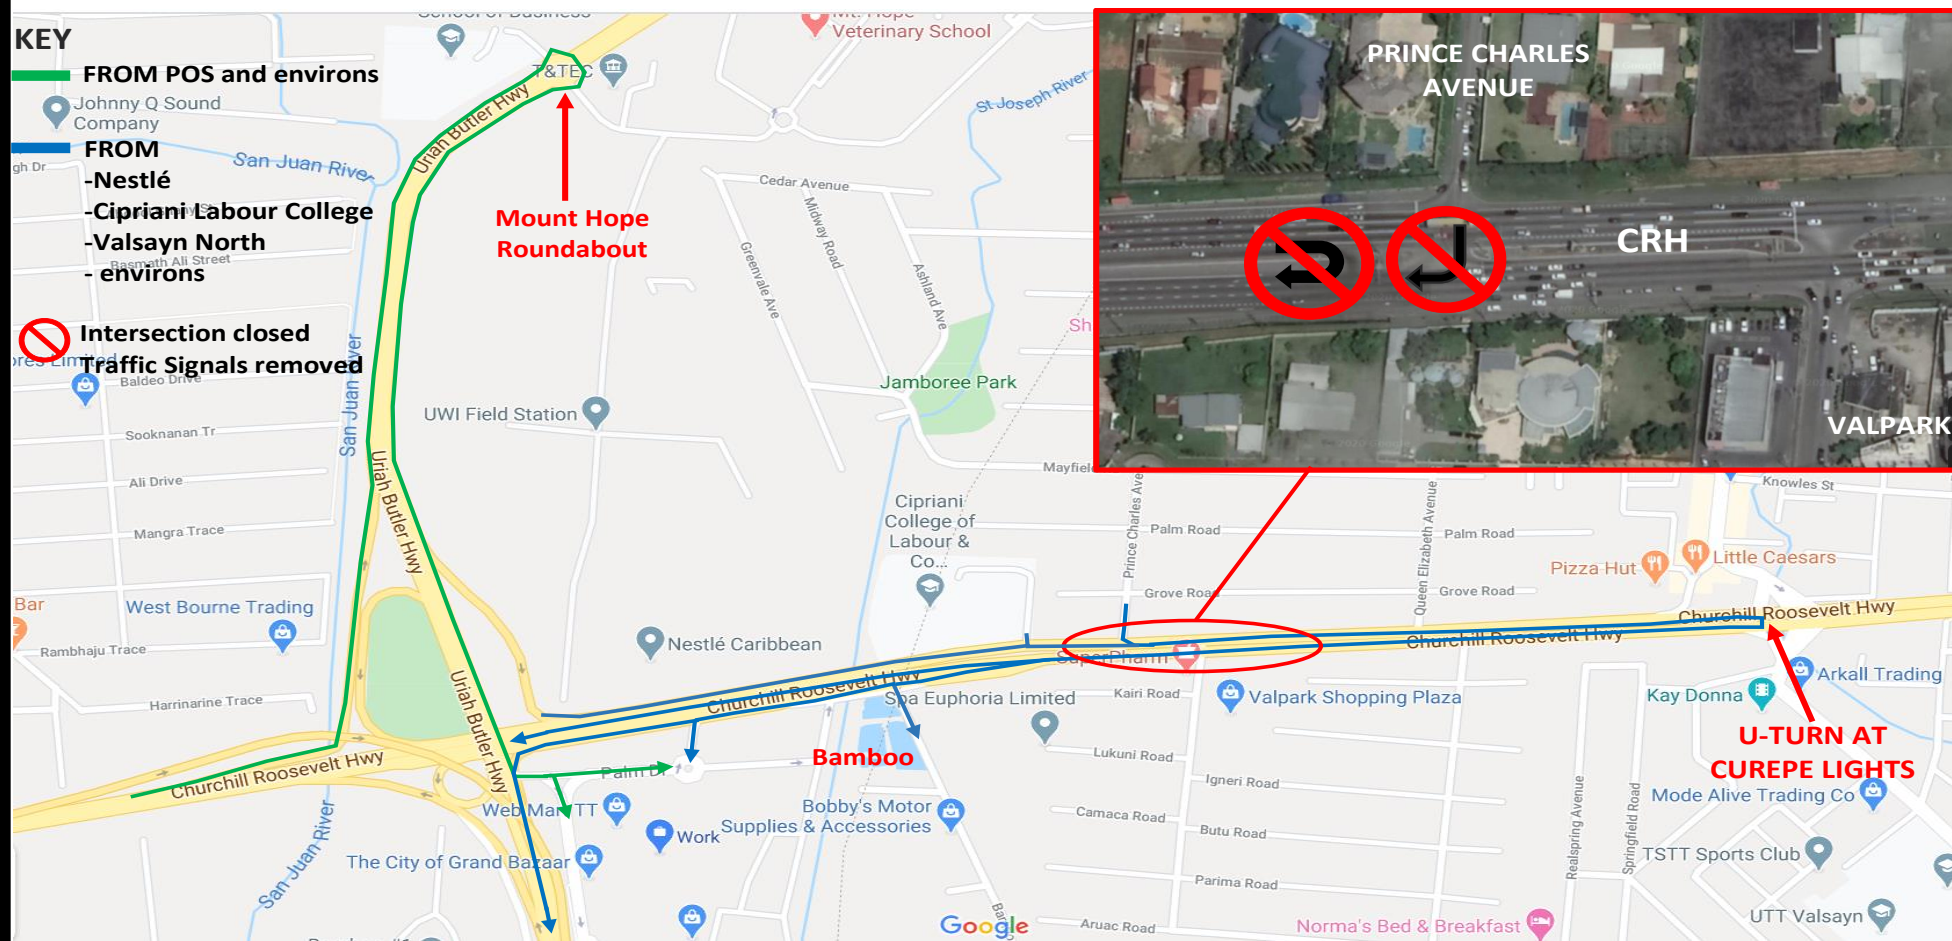 KEY
FROM POS and environs
FROM
-Nestlé
-Cipriani Labour College
-Valsayn North
- environs
Intersection closed
Traffic Signals removed
School of Business
Mt. Hope
Veterinary School
T&TEC
Johnny Q Sound
Company
San Juan River
Uriah Butler Hwy
Mount Hope
Roundabout
St Joseph River
Cedar Avenue
Midway Road
Greenvale Ave
Ashland Ave
Jamboree Park
PRINCE CHARLES
AVENUE
CRH
VALPARK
Basmath Ali Street
Baldeo Drive
San Juan River
UWI Field Station
Sooknanan Tr
Ali Drive
Mangra Trace
Uriah Butler Hwy
Cipriani
College of
Labour &
Co...
Prince Charles Ave
Palm Road
Queen Elizabeth Avenue
Palm Road
Knowles St
Pizza Hut
Little Caesars
Grove Road
Grove Road
Bar
West Bourne Trading
Rambhaju Trace
Nestlé Caribbean
SuperPharm
Churchill Roosevelt Hwy
Churchill Roosevelt Hwy
Churchill Roosevelt Hwy
Harrinarine Trace
Uriah Butler Hwy
Spa Euphoria Limited
Kairi Road
Valpark Shopping Plaza
Kay Donna
Arkall Trading
U-TURN AT
CUREPE LIGHTS
Churchill Roosevelt Hwy
Palm Dr
Bamboo
Lukuni Road
Igneri Road
Mode Alive Trading Co
Web Mart TT
Work
Bobby's Motor
Supplies & Accessories
Camaca Road
Butu Road
Realspring Avenue
Springfield Road
San Juan River
The City of Grand Bazaar
TSTT Sports Club
Parima Road
Google
Aruac Road
Norma's Bed & Breakfast
UTT Valsayn